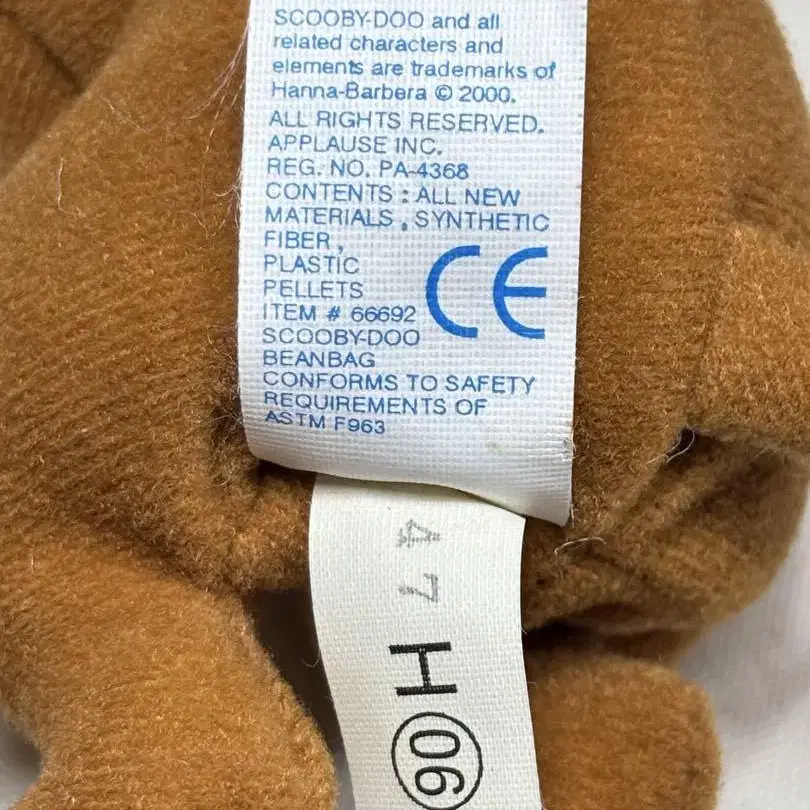 SCOOBY-DOO and all
related characters and
elements are trademarks of
Hanna-Barbera © 2000.
ALL RIGHTS RESERVED.
APPLAUSE INC.
REG. NO. PA-4368
CONTENTS : ALL NEW
MATERIALS , SYNTHETIC
FIBER ,
PLASTIC
PELLETS
ITEM # 66692
SCOOBY-DOO
BEANBAG
CONFORMS TO SAFETY
REQUIREMENTS OF
ASTM F963
CE
47 H 06